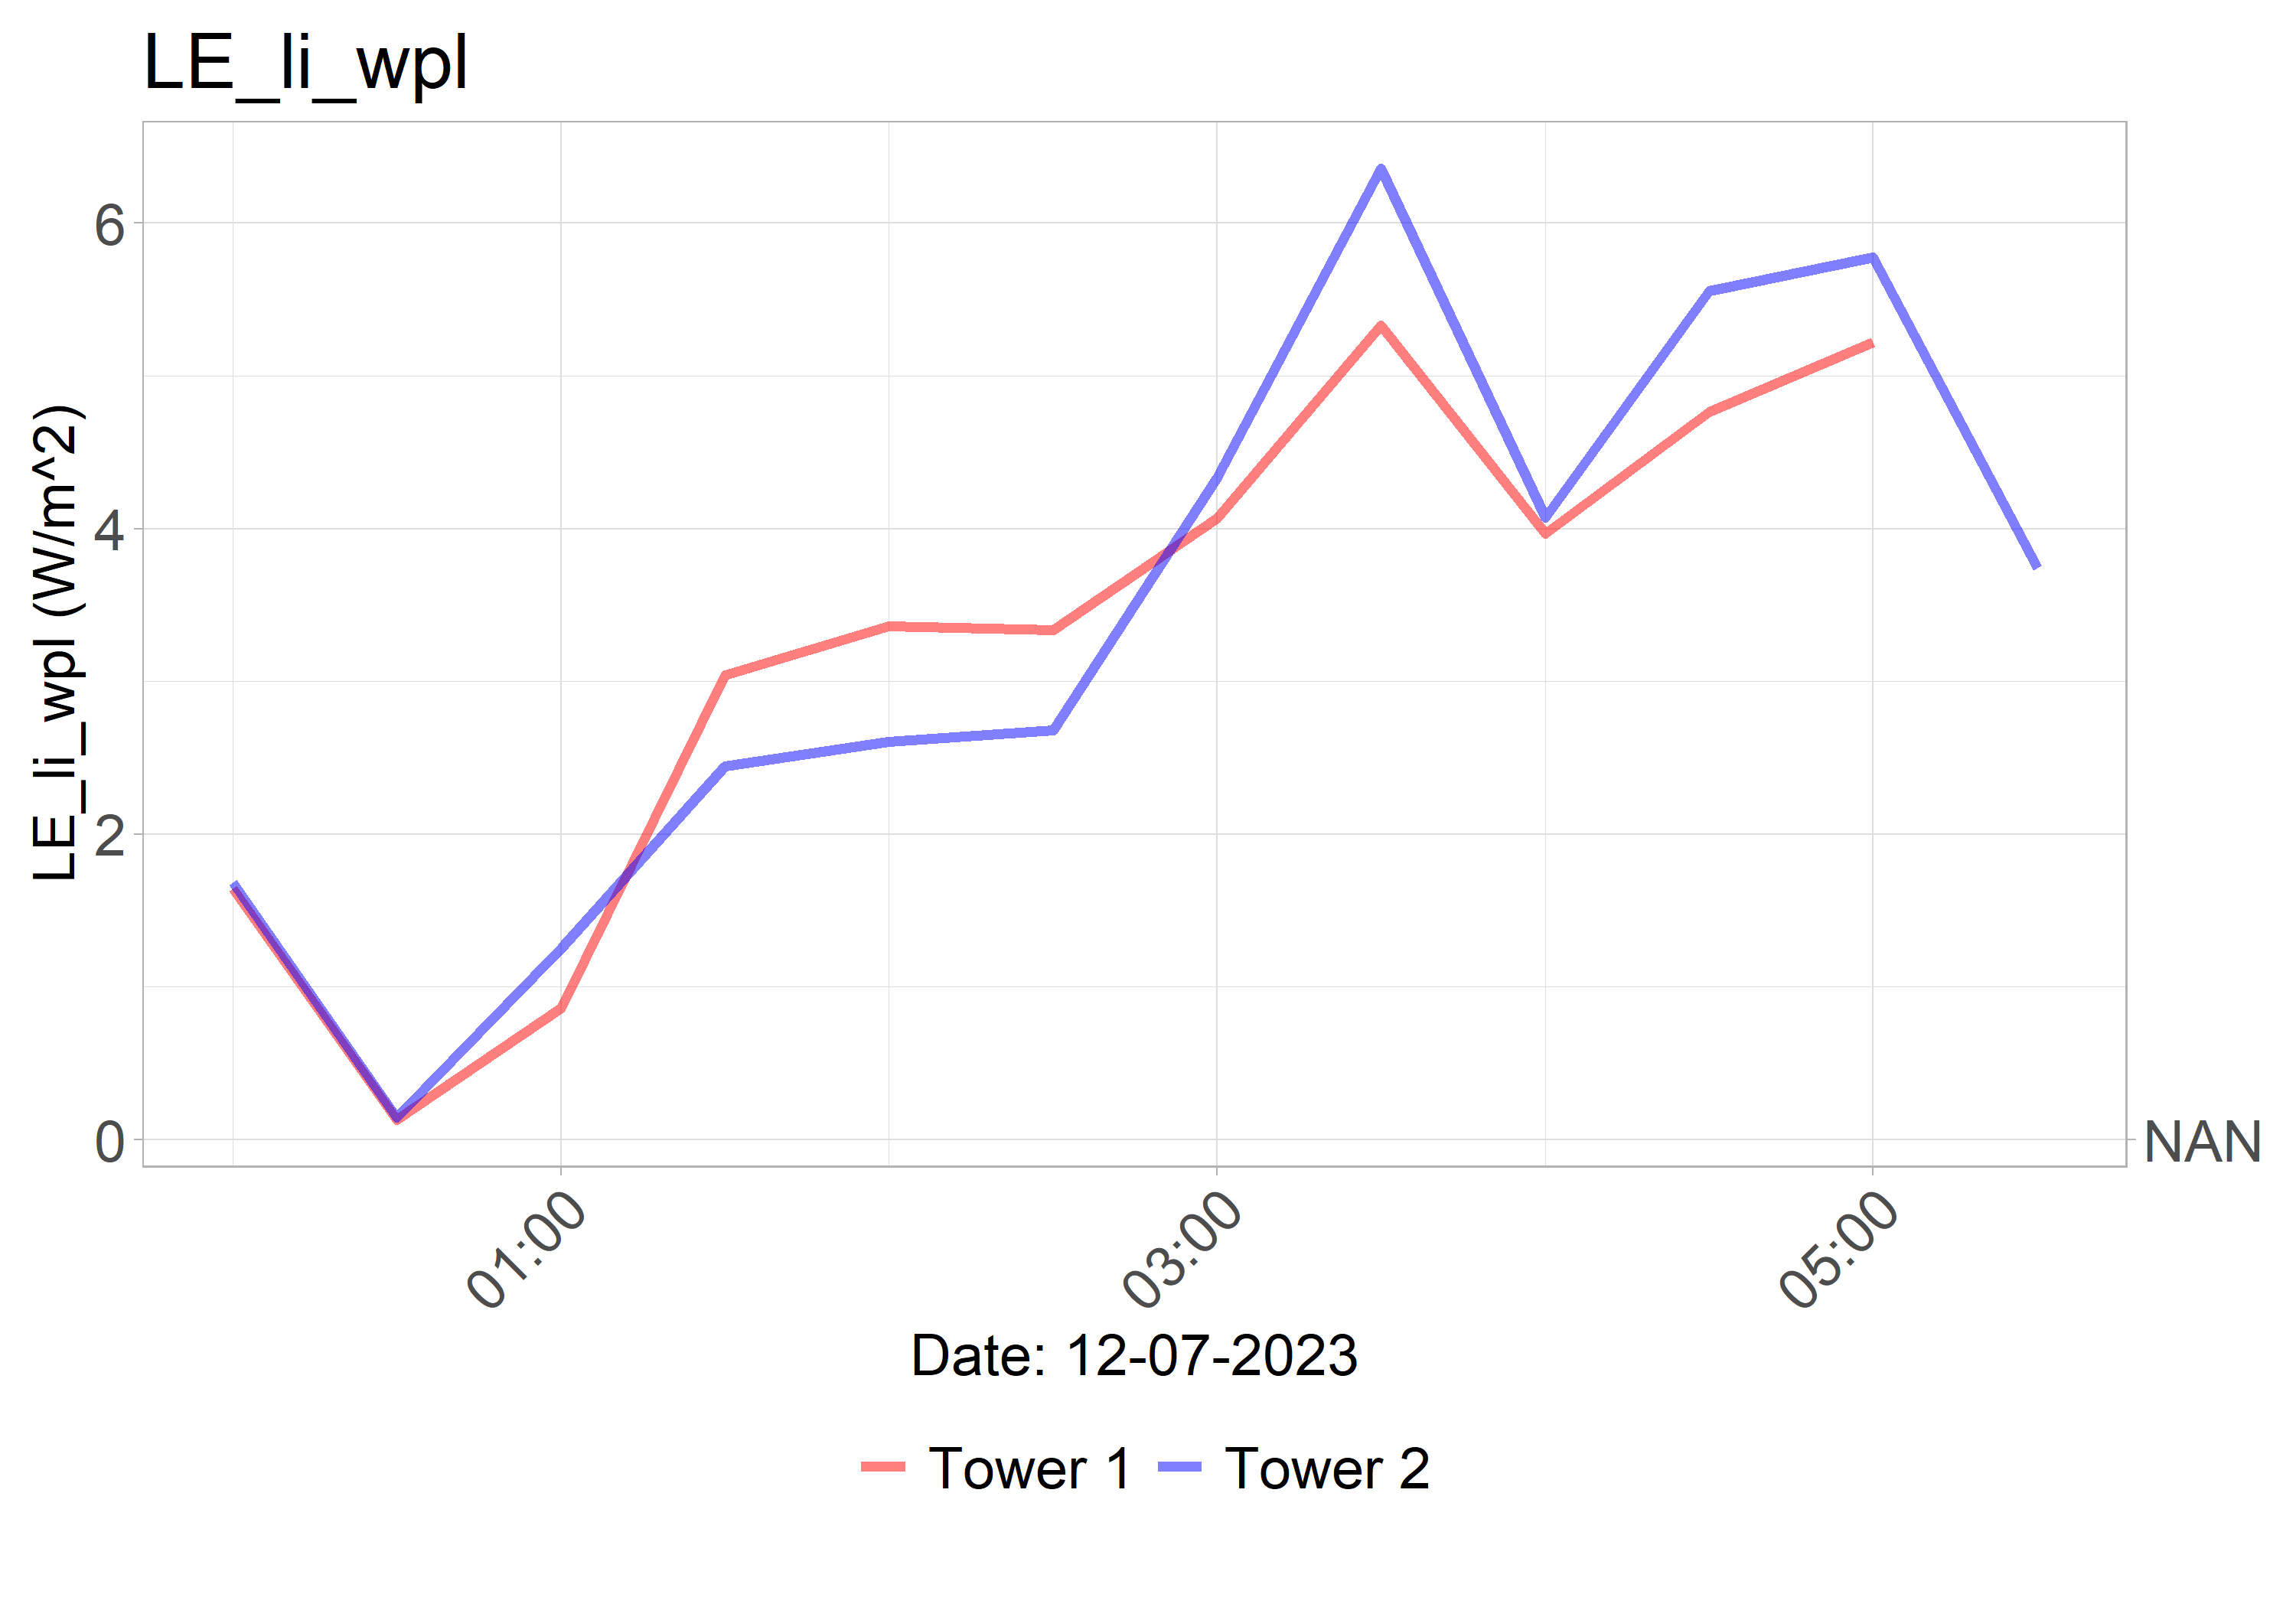 LE_li_wpl
LE_li_wpl (W/m^2)
6
4
2
0
NAN
01:00
03:00
05:00
Date: 12-07-2023
Tower 1
Tower 2